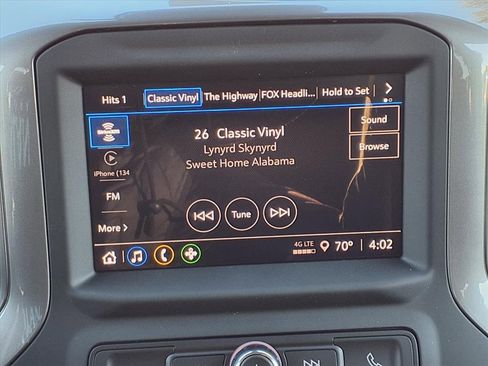 Hits 1 Classic Vinyl The Highway FOX Headli... Hold to Set
SiriusXM
26 Classic Vinyl
Lynyrd Skynyrd
Sweet Home Alabama
Sound
Browse
iPhone (134
FM
Tune
More
4G LTE
70° 4:02